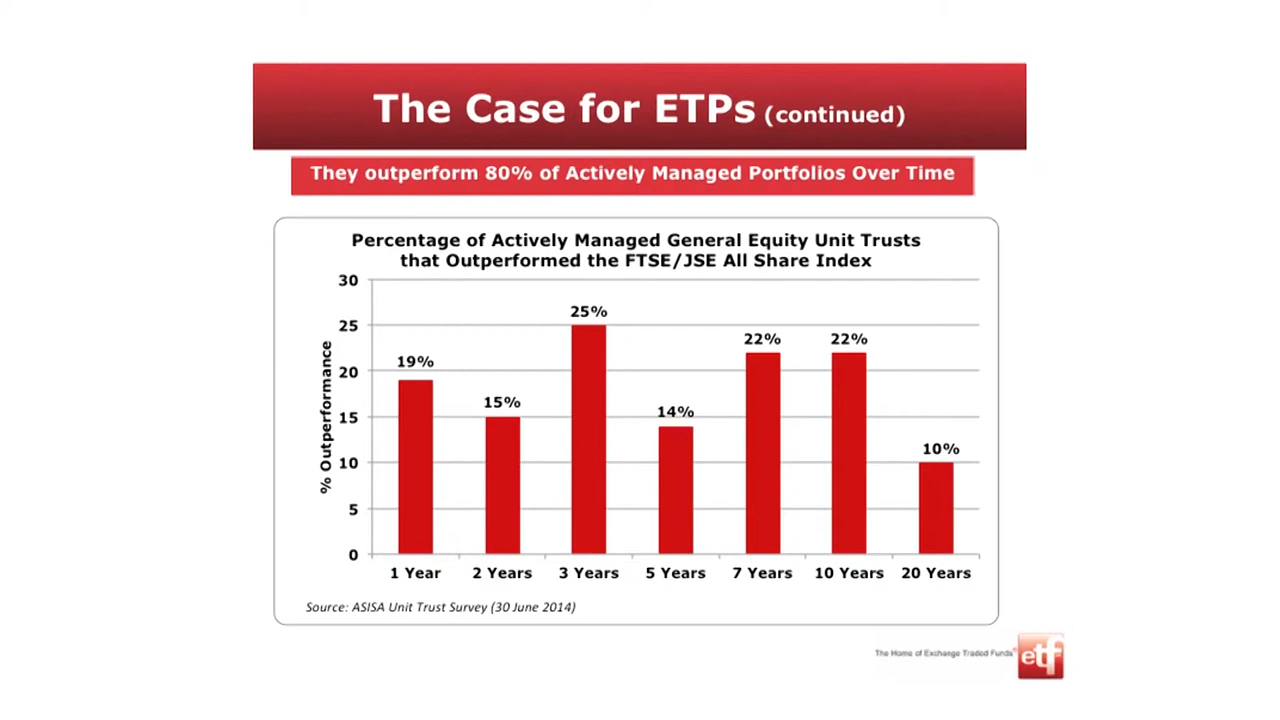 The Case for ETPs (continued)
They outperform 80% of Actively Managed Portfolios Over Time
Percentage of Actively Managed General Equity Unit Trusts
that Outperformed the FTSE/JSE All Share Index
% Outperformance
30
25
20
15
10
5
0
19%
15%
25%
14%
22%
22%
10%
1 Year
2 Years
3 Years
5 Years
7 Years
10 Years
20 Years
Source: ASISA Unit Trust Survey (30 June 2014)
The Home of Exchange Traded Funds®
etf